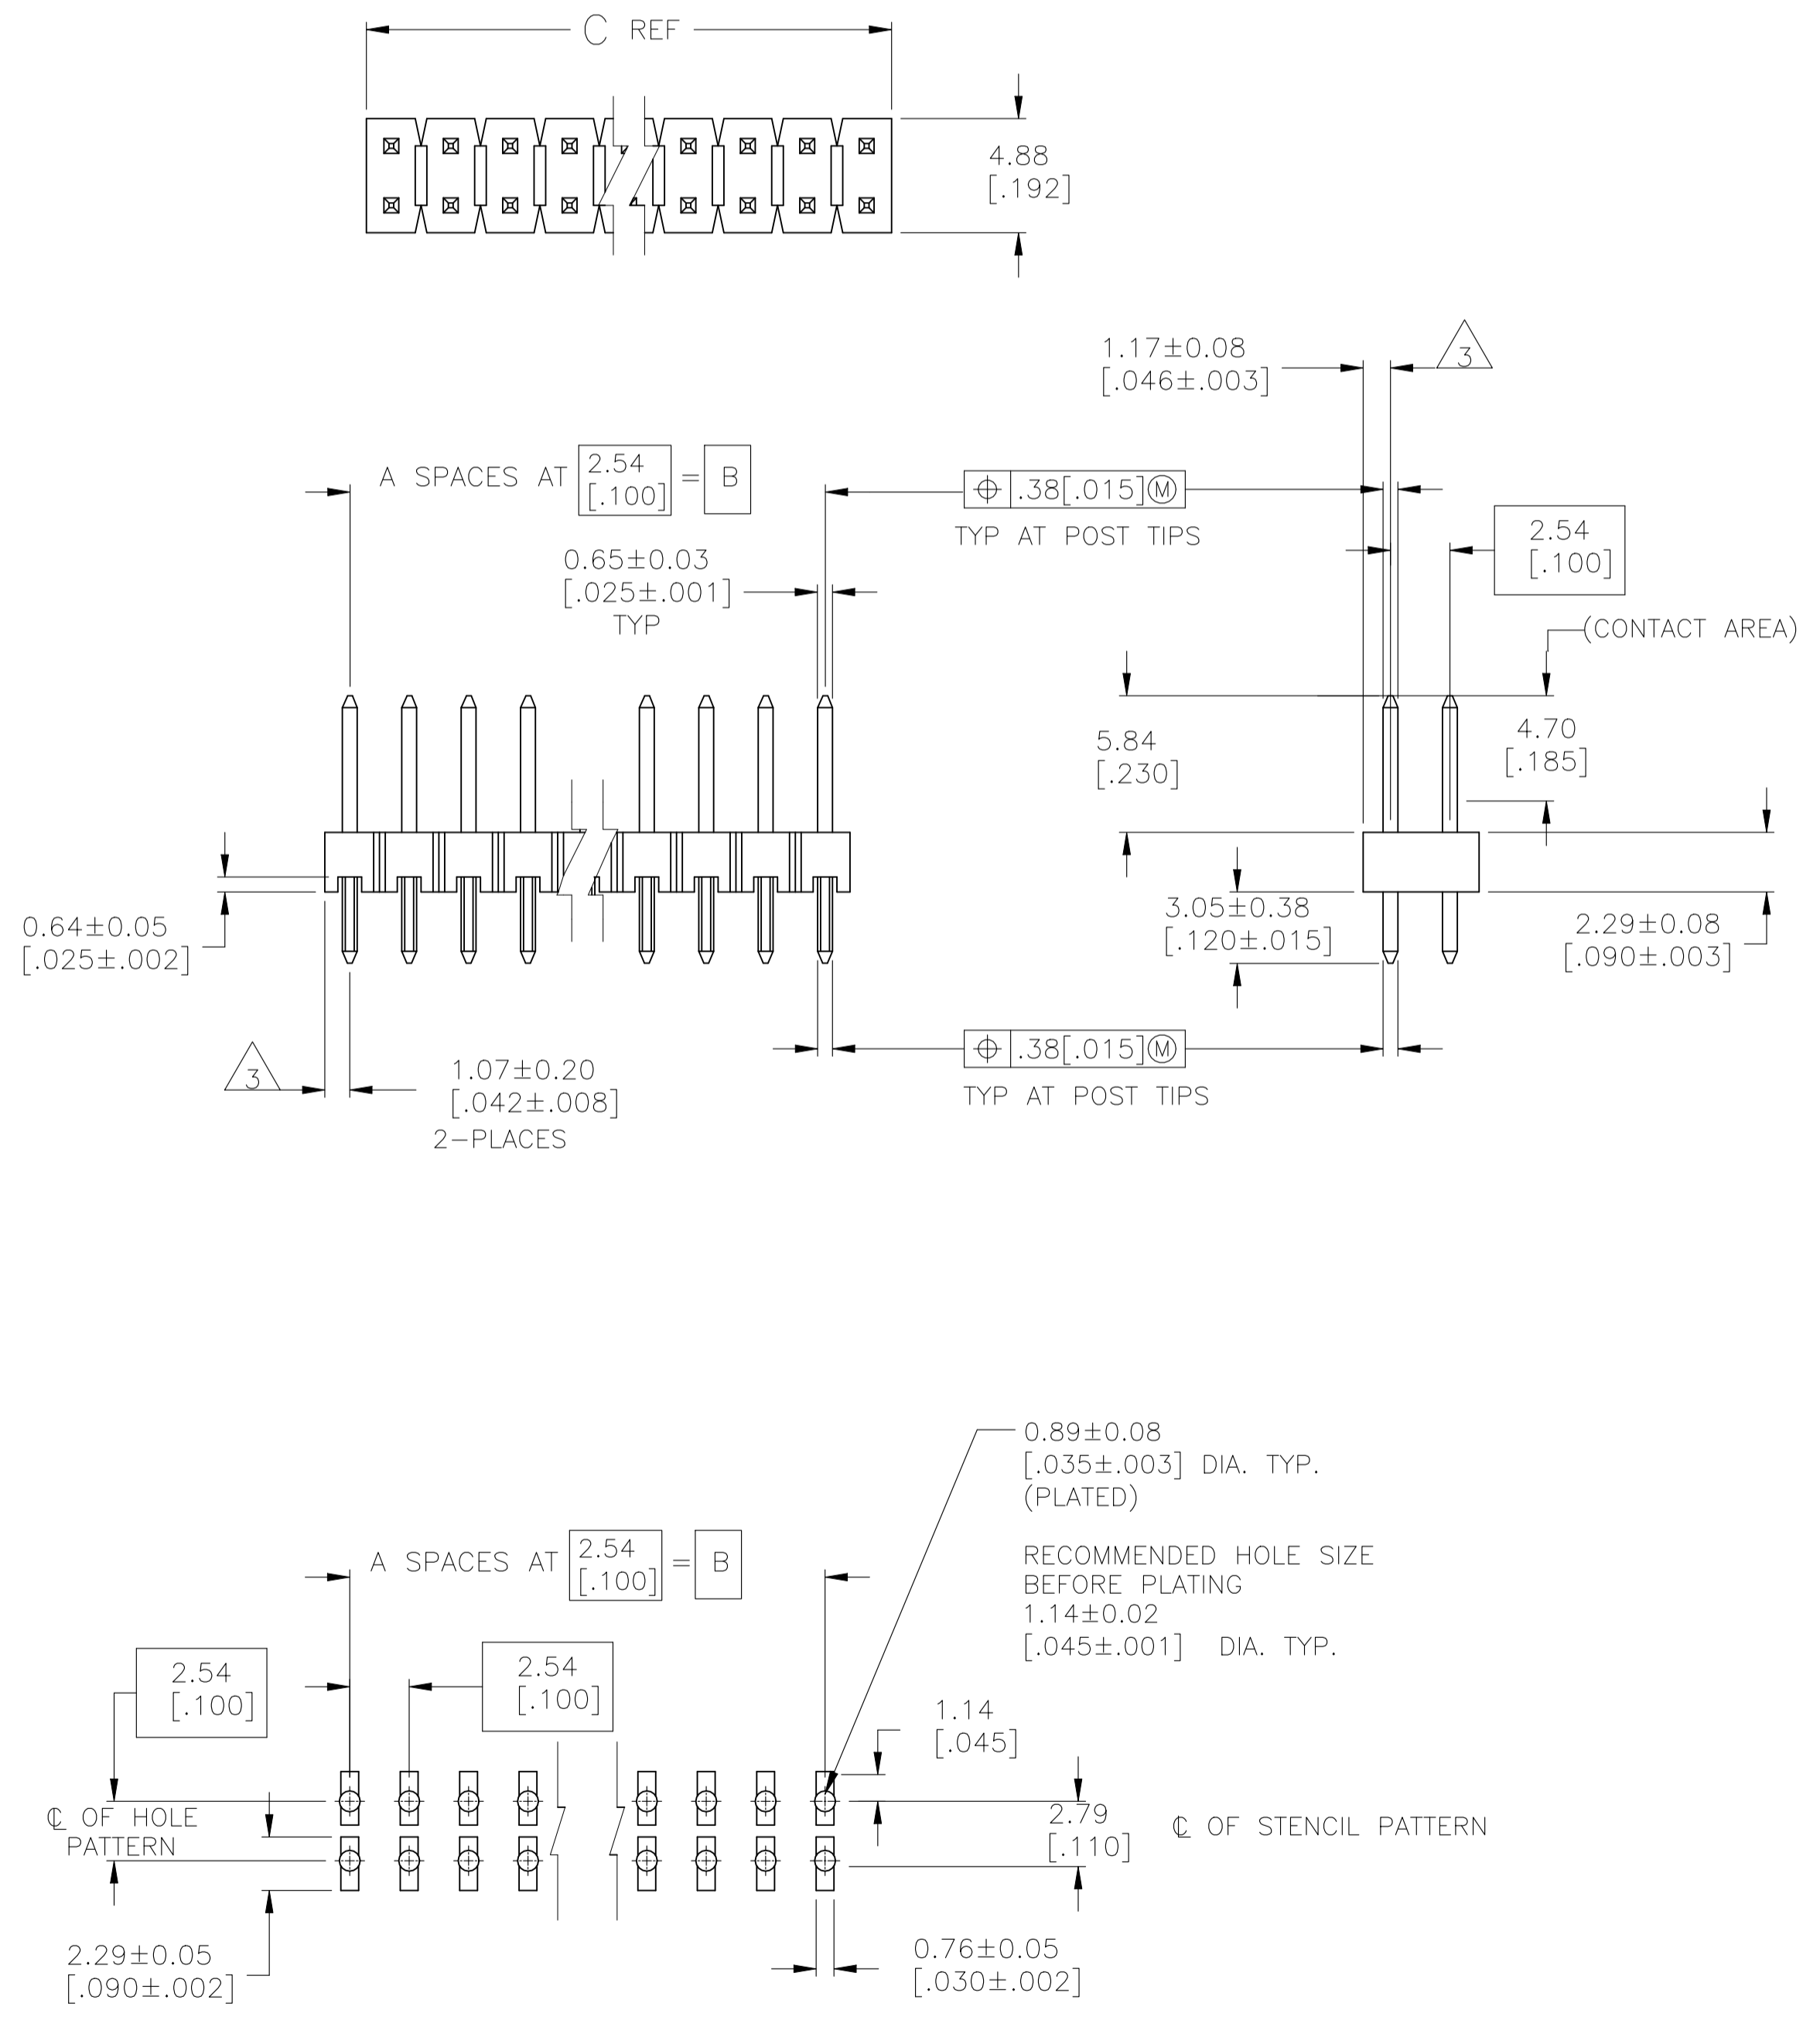 C REF
4.88
[.192]
1.17±0.08
[.046±.003]
3
A SPACES AT 2.54 [.100] = B
⌖ .38[.015]Ⓜ
TYP AT POST TIPS
2.54
[.100]
0.65±0.03
[.025±.001]
TYP
(CONTACT AREA)
5.84
[.230]
4.70
[.185]
0.64±0.05
[.025±.002]
3.05±0.38
[.120±.015]
2.29±0.08
[.090±.003]
3
1.07±0.20
[.042±.008]
2-PLACES
⌖ .38[.015]Ⓜ
TYP AT POST TIPS
0.89±0.08
[.035±.003] DIA. TYP.
(PLATED)
RECOMMENDED HOLE SIZE
BEFORE PLATING
1.14±0.02
[.045±.001] DIA. TYP.
A SPACES AT 2.54 [.100] = B
2.54
[.100]
2.54
[.100]
1.14
[.045]
℄ OF HOLE
PATTERN
2.79
[.110]
℄ OF STENCIL PATTERN
2.29±0.05
[.090±.002]
0.76±0.05
[.030±.002]